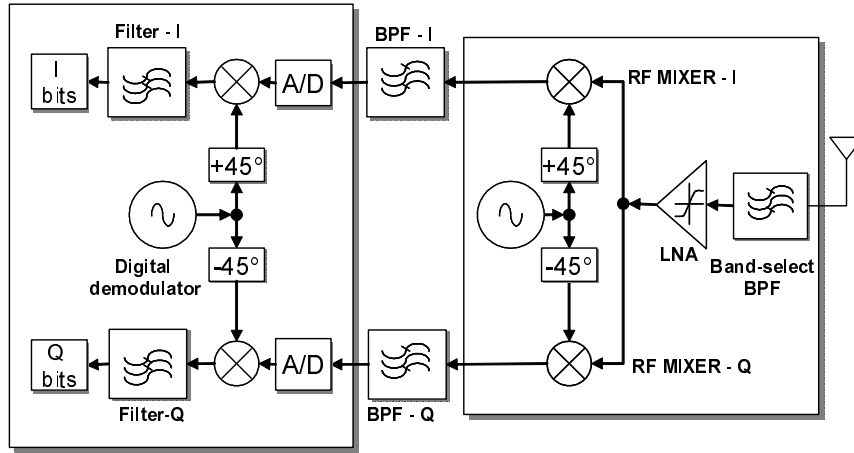 Filter - I
BPF - I
I
bits
A/D
RF MIXER - I
+45°
+45°
Digital
demodulator
-45°
-45°
LNA
Band-select
BPF
Q
bits
A/D
RF MIXER - Q
Filter-Q
BPF - Q